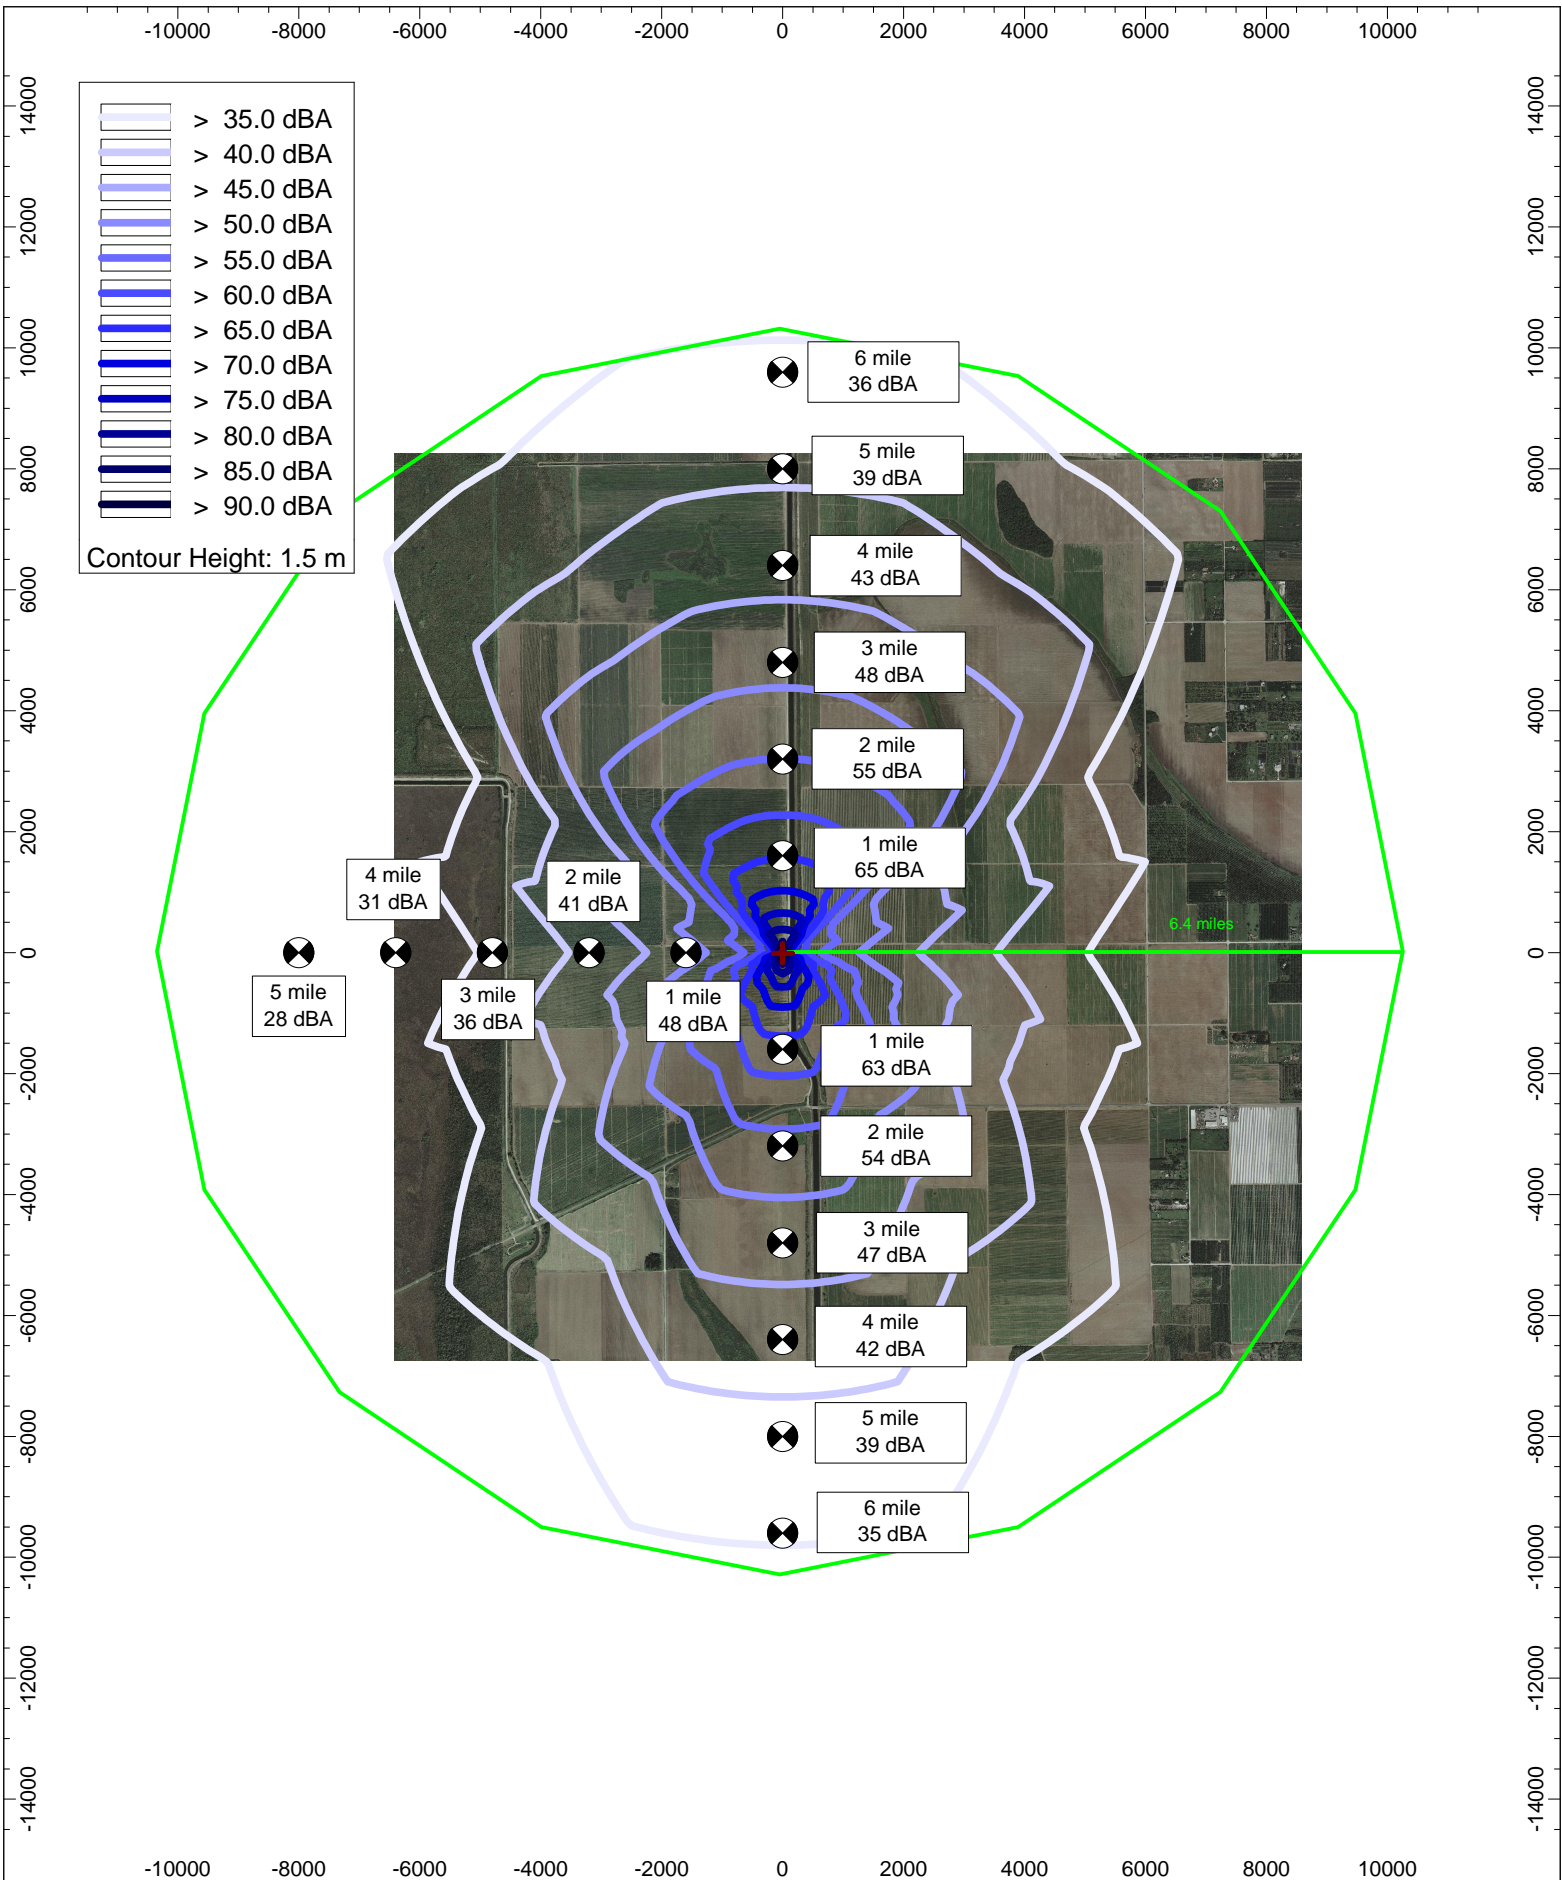 -10000 -8000 -6000 -4000 -2000 0 2000 4000 6000 8000 10000
> 35.0 dBA
> 40.0 dBA
> 45.0 dBA
> 50.0 dBA
> 55.0 dBA
> 60.0 dBA
> 65.0 dBA
> 70.0 dBA
> 75.0 dBA
> 80.0 dBA
> 85.0 dBA
> 90.0 dBA
Contour Height: 1.5 m
14000
12000
10000
8000
6000
4000
2000
0
-2000
-4000
-6000
-8000
-10000
-12000
-14000
6 mile
36 dBA
5 mile
39 dBA
4 mile
43 dBA
3 mile
48 dBA
2 mile
55 dBA
1 mile
65 dBA
4 mile
31 dBA
2 mile
41 dBA
6.4 miles
5 mile
28 dBA
3 mile
36 dBA
1 mile
48 dBA
1 mile
63 dBA
2 mile
54 dBA
3 mile
47 dBA
4 mile
42 dBA
5 mile
39 dBA
6 mile
35 dBA
14000
12000
10000
8000
6000
4000
2000
0
-2000
-4000
-6000
-8000
-10000
-12000
-14000
-10000 -8000 -6000 -4000 -2000 0 2000 4000 6000 8000 10000